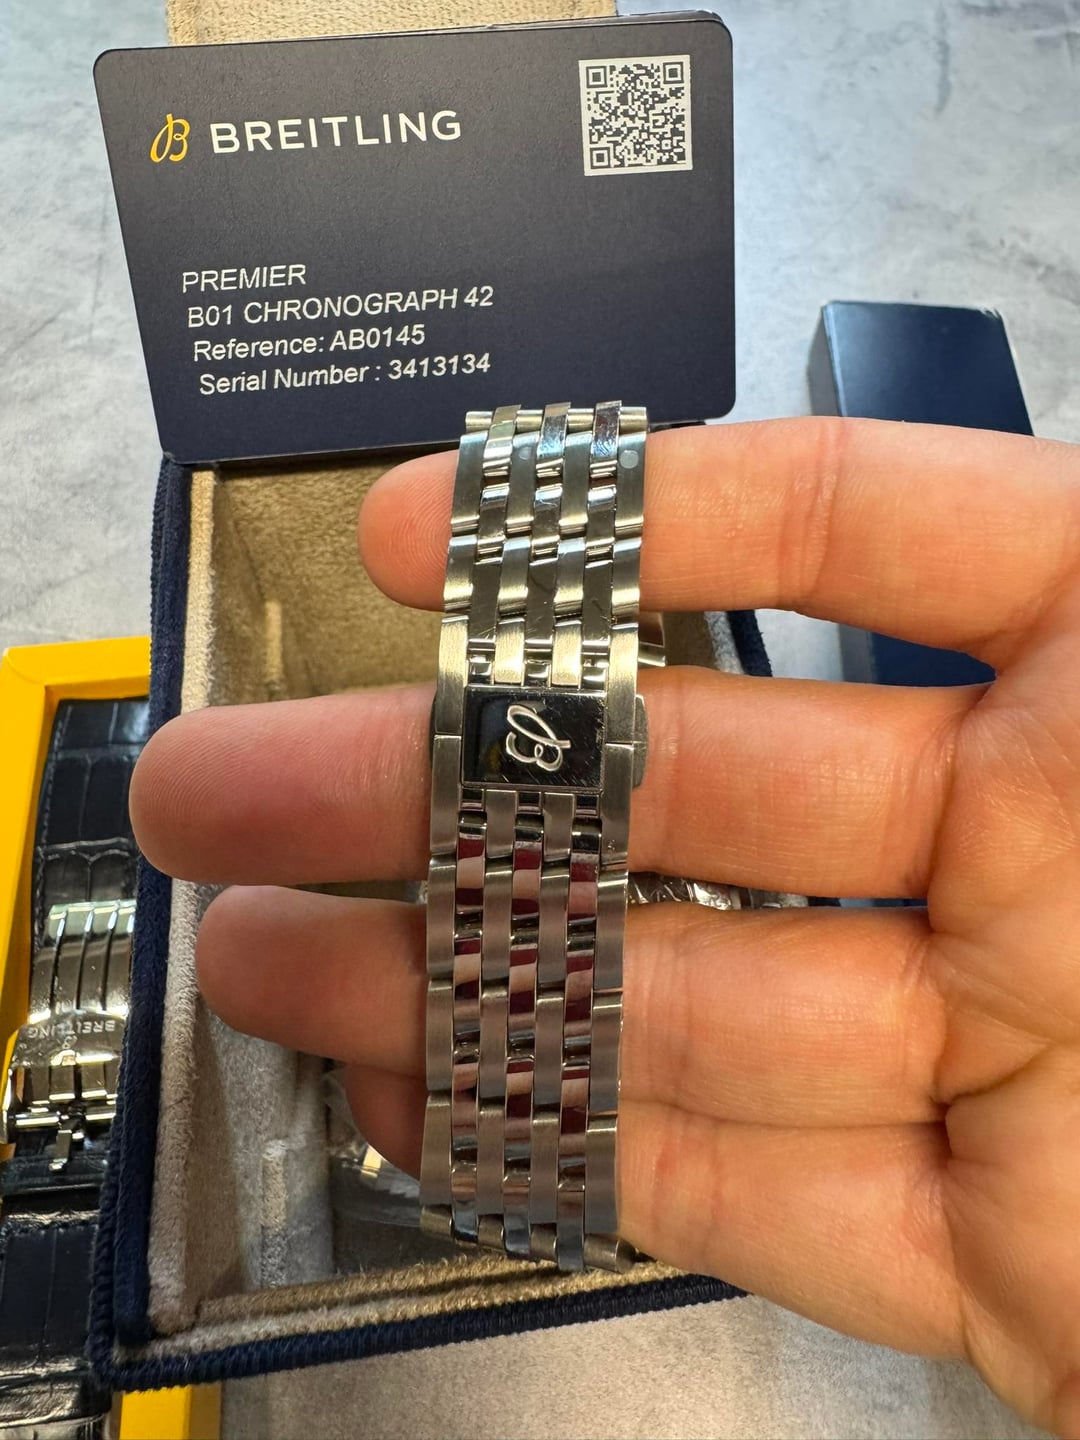 B BREITLING
PREMIER
B01 CHRONOGRAPH 42
Reference: AB0145
Serial Number : 3413134
B
BREITLING